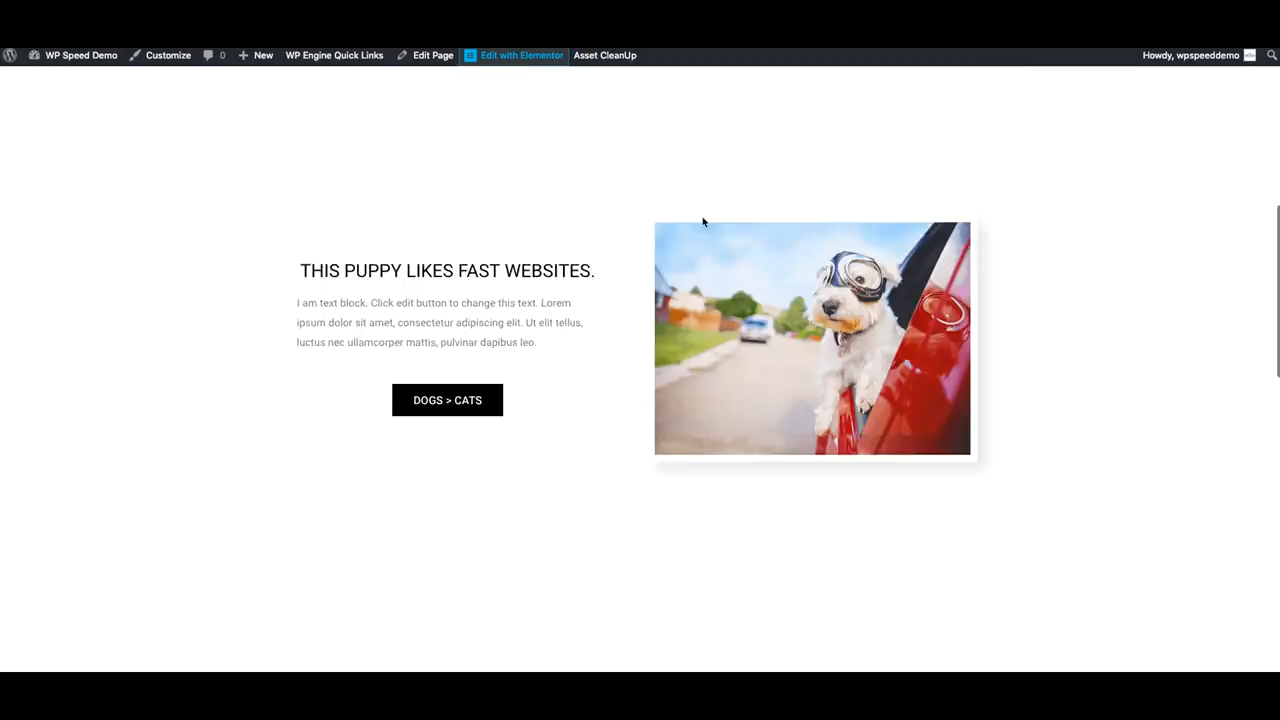 WP Speed Demo Customize 0 New WP Engine Quick Links Edit Page Edit with Elementor Asset CleanUp Howdy, wpspeeddemo
THIS PUPPY LIKES FAST WEBSITES.
I am text block. Click edit button to change this text. Lorem
ipsum dolor sit amet, consectetur adipiscing elit. Ut elit tellus,
luctus nec ullamcorper mattis, pulvinar dapibus leo.
DOGS > CATS